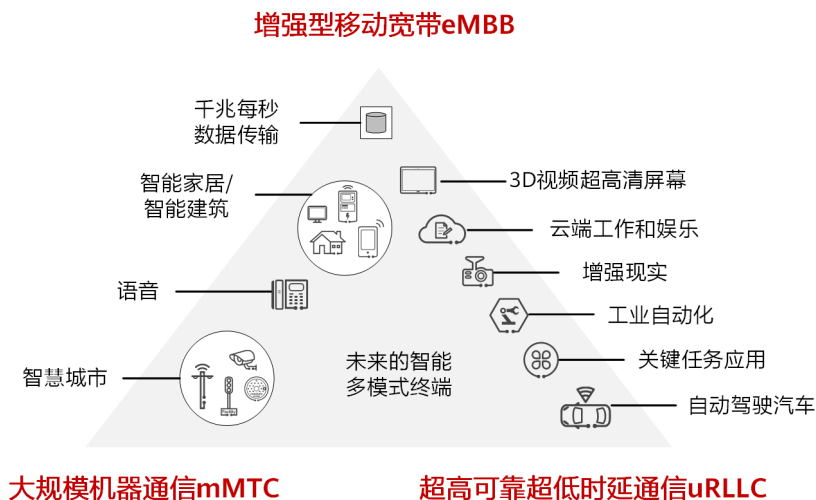 增强型移动宽带eMBB
千兆每秒
数据传输
3D视频超高清屏幕
智能家居/
智能建筑
云端工作和娱乐
增强现实
语音
工业自动化
未来的智能
多模式终端
关键任务应用
智慧城市
自动驾驶汽车
大规模机器通信mMTC
超高可靠超低时延通信uRLLC